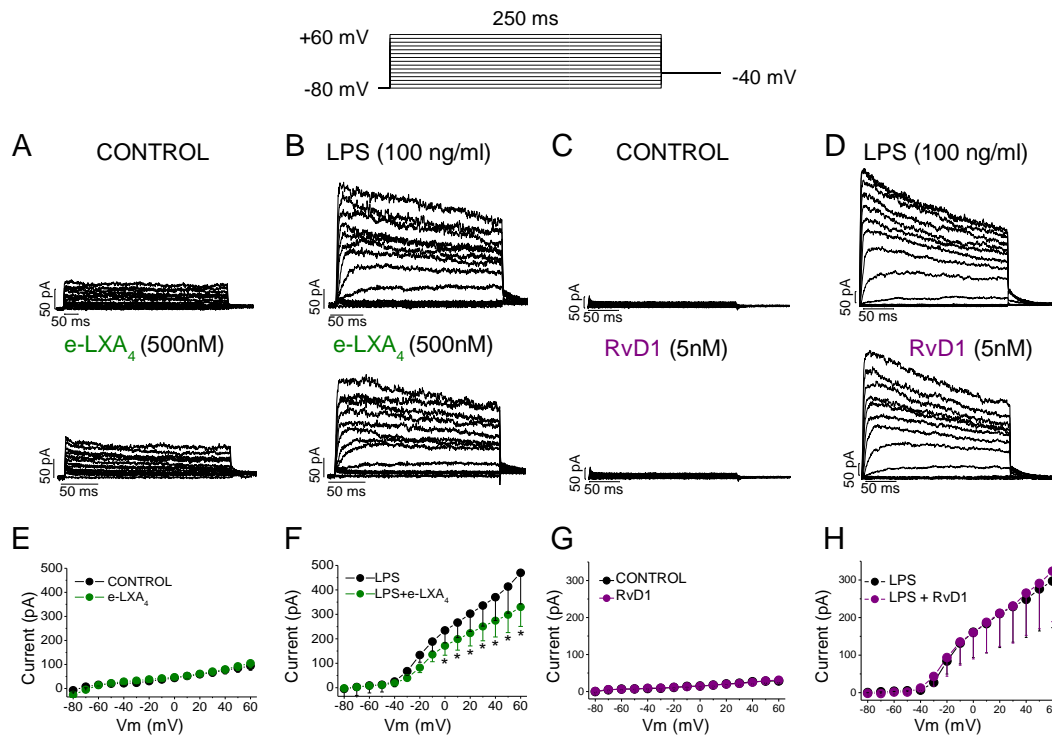 250 ms
+60 mV
-80 mV
-40 mV
A
CONTROL
B
LPS (100 ng/ml)
C
CONTROL
D
LPS (100 ng/ml)
50 pA
50 ms
50 pA
50 ms
50 pA
50 ms
50 pA
50 ms
e-LXA4 (500nM)
e-LXA4 (500nM)
RvD1 (5nM)
RvD1 (5nM)
50 pA
50 ms
50 pA
50 ms
50 pA
50 ms
50 pA
50 ms
E
Current (pA)
500
400
300
200
100
0
CONTROL
e-LXA4
-80 -60 -40 -20 0 20 40 60
Vm (mV)
F
Current (pA)
500
400
300
200
100
0
LPS
LPS+e-LXA4
* * * * * * *
-80 -60 -40 -20 0 20 40 60
Vm (mV)
G
Current (pA)
300
200
100
0
CONTROL
RvD1
-80 -60 -40 -20 0 20 40 60
Vm (mV)
H
Current (pA)
300
200
100
0
LPS
LPS + RvD1
-80 -60 -40 -20 0 20 40 60
Vm (mV)